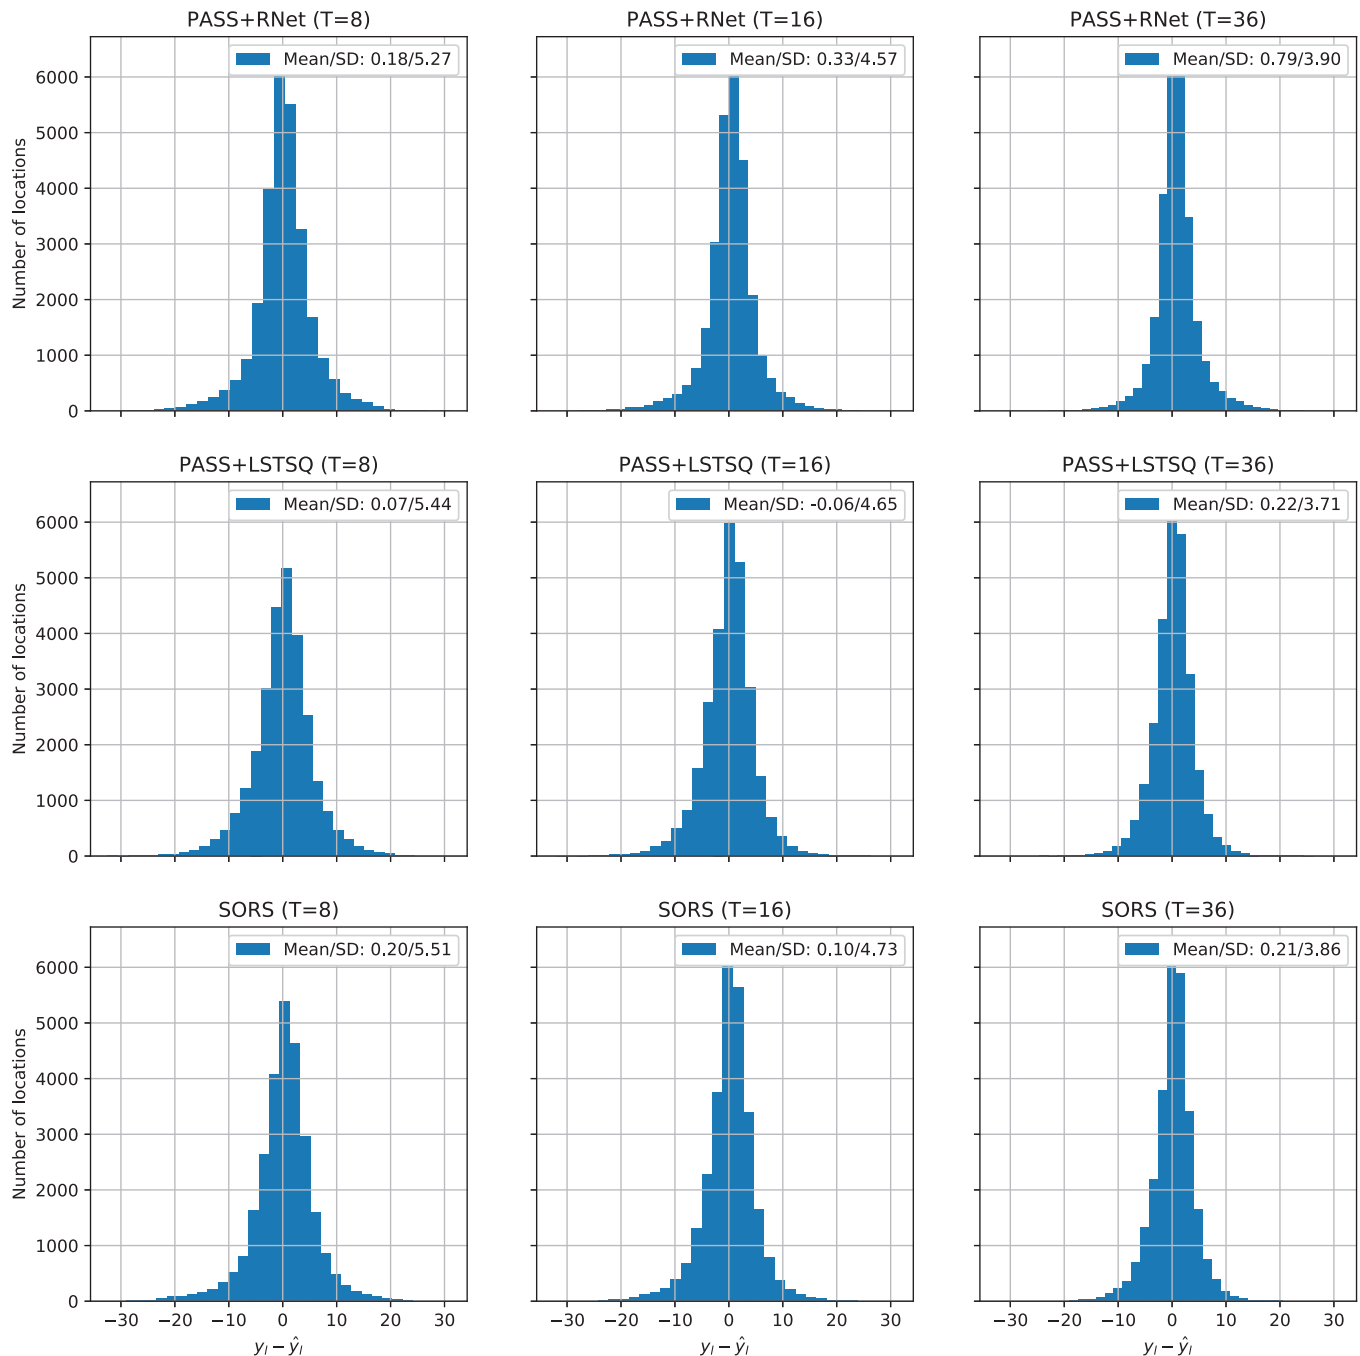 PASS+RNet (T=8)
PASS+RNet (T=16)
PASS+RNet (T=36)
Mean/SD: 0.18/5.27
Mean/SD: 0.33/4.57
Mean/SD: 0.79/3.90
Number of locations
6000
5000
4000
3000
2000
1000
0
PASS+LSTSQ (T=8)
PASS+LSTSQ (T=16)
PASS+LSTSQ (T=36)
Mean/SD: 0.07/5.44
Mean/SD: -0.06/4.65
Mean/SD: 0.22/3.71
Number of locations
6000
5000
4000
3000
2000
1000
0
SORS (T=8)
SORS (T=16)
SORS (T=36)
Mean/SD: 0.20/5.51
Mean/SD: 0.10/4.73
Mean/SD: 0.21/3.86
Number of locations
6000
5000
4000
3000
2000
1000
0
−30 −20 −10 0 10 20 30
−30 −20 −10 0 10 20 30
−30 −20 −10 0 10 20 30
yₗ − ŷₗ
yₗ − ŷₗ
yₗ − ŷₗ